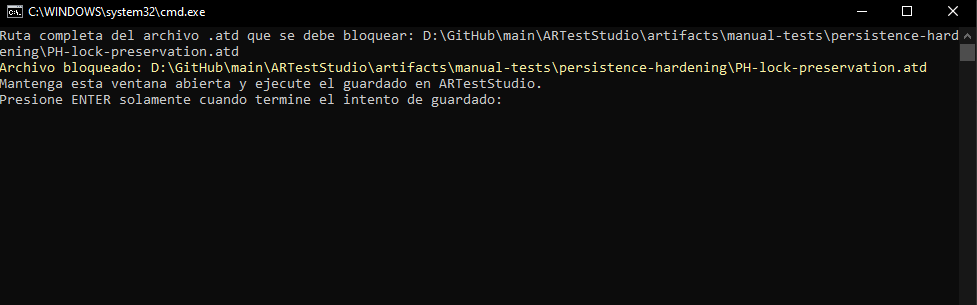 C:\WINDOWS\system32\cmd.exe
Ruta completa del archivo .atd que se debe bloquear: D:\GitHub\main\ARTestStudio\artifacts\manual-tests\persistence-hard
ening\PH-lock-preservation.atd
Archivo bloqueado: D:\GitHub\main\ARTestStudio\artifacts\manual-tests\persistence-hardening\PH-lock-preservation.atd
Mantenga esta ventana abierta y ejecute el guardado en ARTestStudio.
Presione ENTER solamente cuando termine el intento de guardado: